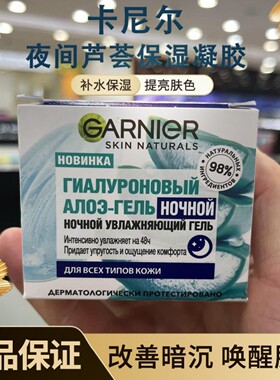 卡尼尔
夜间芦荟保湿凝胶
补水保湿 | 提亮肤色
GARNIER
SKIN NATURALS
НОВИНКА
98%
НАТУРАЛЬНЫХ ИНГРЕДИЕНТОВ
ГИАЛУРОНОВЫЙ
АЛОЭ-ГЕЛЬ НОЧНОЙ
НОЧНОЙ УВЛАЖНЯЮЩИЙ ГЕЛЬ
Интенсивно увлажняет на 48ч
Придает упругость и ощущение комфорта
ДЛЯ ВСЕХ ТИПОВ КОЖИ
ДЕРМАТОЛОГИЧЕСКИ ПРОТЕСТИРОВАНО
品保证
改善暗沉 唤醒